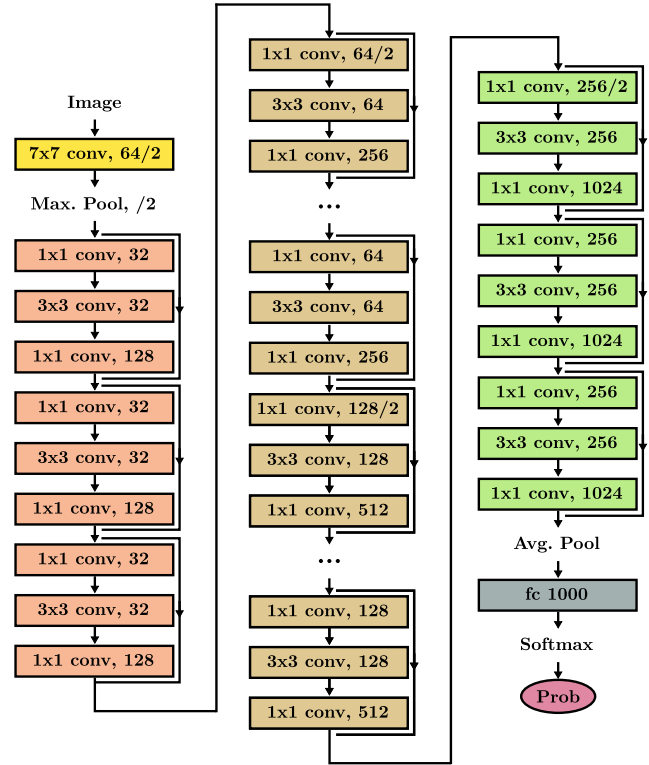 Image
7x7 conv, 64/2
Max. Pool, /2
1x1 conv, 32
3x3 conv, 32
1x1 conv, 128
1x1 conv, 32
3x3 conv, 32
1x1 conv, 128
1x1 conv, 32
3x3 conv, 32
1x1 conv, 128
1x1 conv, 64/2
3x3 conv, 64
1x1 conv, 256
...
1x1 conv, 64
3x3 conv, 64
1x1 conv, 256
1x1 conv, 128/2
3x3 conv, 128
1x1 conv, 512
...
1x1 conv, 128
3x3 conv, 128
1x1 conv, 512
1x1 conv, 256/2
3x3 conv, 256
1x1 conv, 1024
1x1 conv, 256
3x3 conv, 256
1x1 conv, 1024
1x1 conv, 256
3x3 conv, 256
1x1 conv, 1024
Avg. Pool
fc 1000
Softmax
Prob